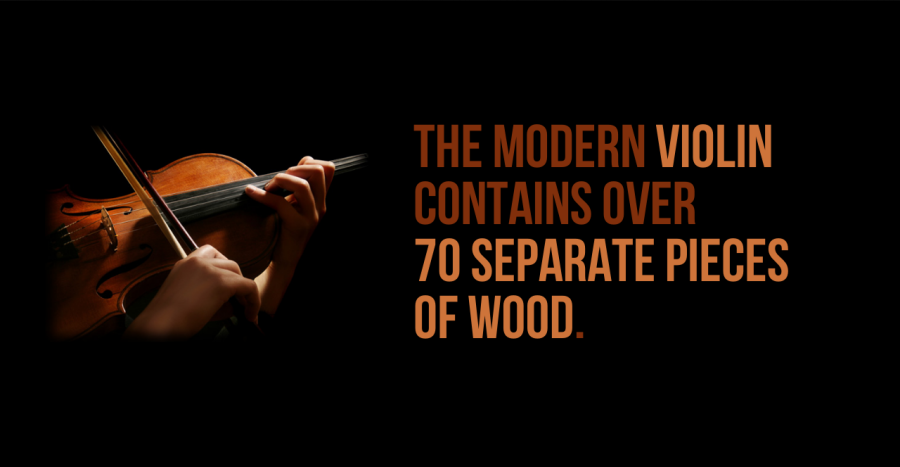 THE MODERN VIOLIN
CONTAINS OVER
70 SEPARATE PIECES
OF WOOD.